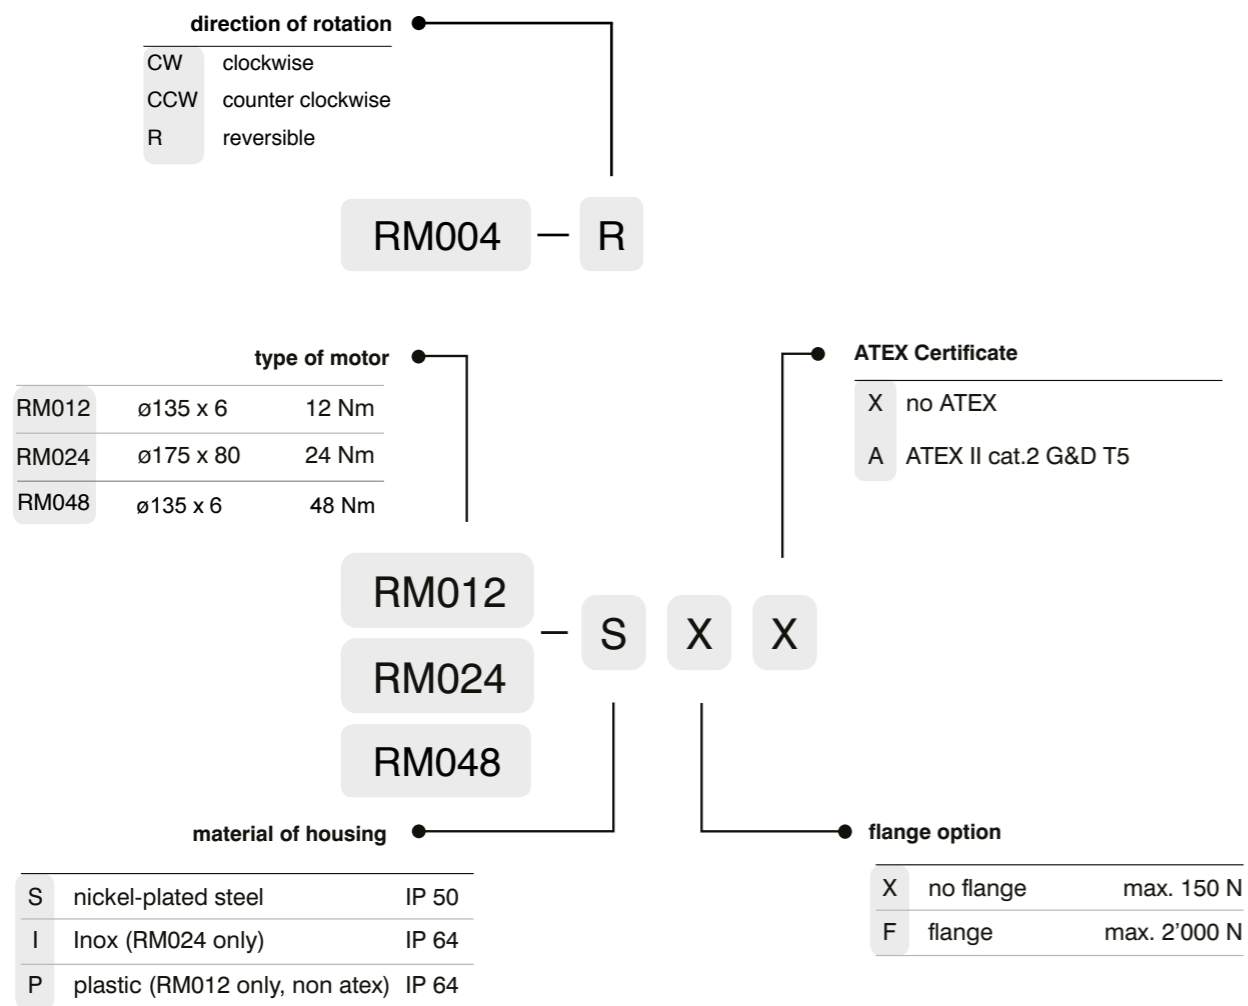 direction of rotation
CW clockwise
CCW counter clockwise
R reversible
RM004 – R
type of motor
RM012 ø135 x 6 12 Nm
RM024 ø175 x 80 24 Nm
RM048 ø135 x 6 48 Nm
ATEX Certificate
X no ATEX
A ATEX II cat.2 G&D T5
RM012
RM024
RM048
– S X X
material of housing
S nickel-plated steel IP 50
I Inox (RM024 only) IP 64
P plastic (RM012 only, non atex) IP 64
flange option
X no flange max. 150 N
F flange max. 2’000 N